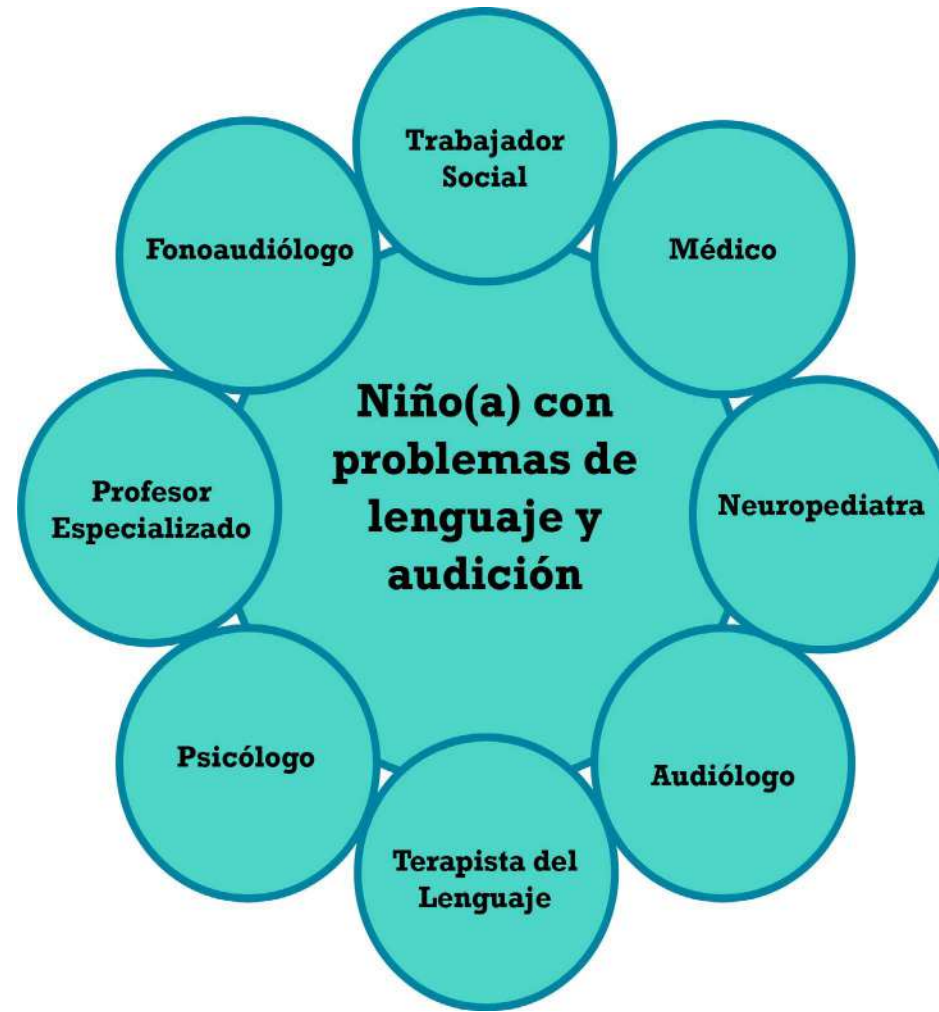 Trabajador
Social
Fonoaudiólogo
Médico
Niño(a) con
problemas de
lenguaje y
audición
Profesor
Especializado
Neuropediatra
Psicólogo
Audiólogo
Terapista del
Lenguaje